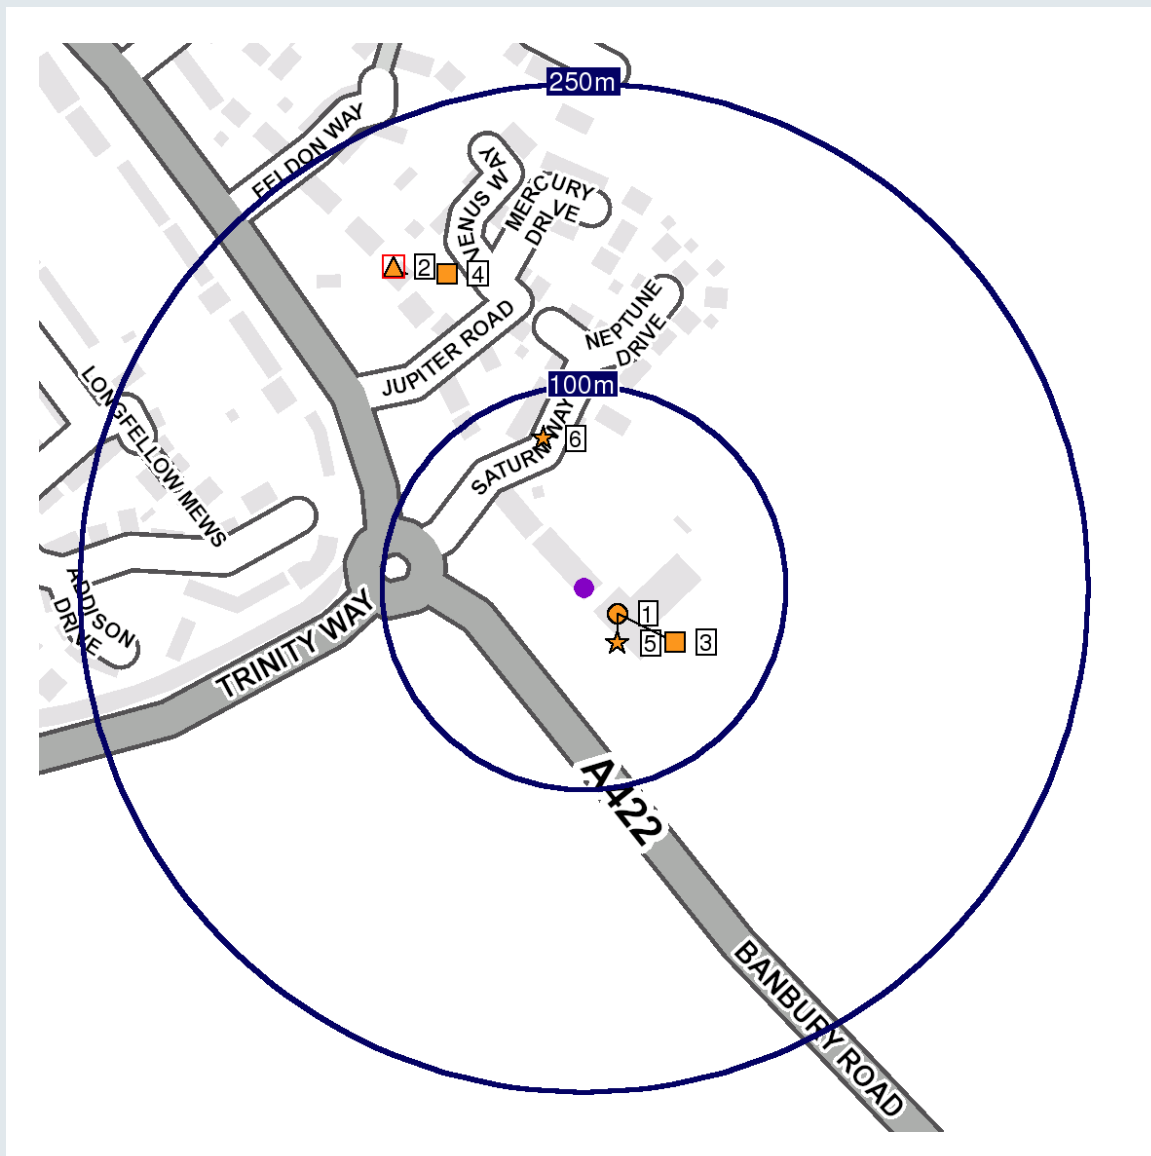 250m
FELDON WAY
VENUS WAY
MERCURY
DRIVE
2
4
NEPTUNE
DRIVE
JUPITER ROAD
LONGFELLOW MEWS
100m
SATURN WAY
6
ADDISON
DRIVE
TRINITY WAY
1
5
3
A422
BANBURY ROAD